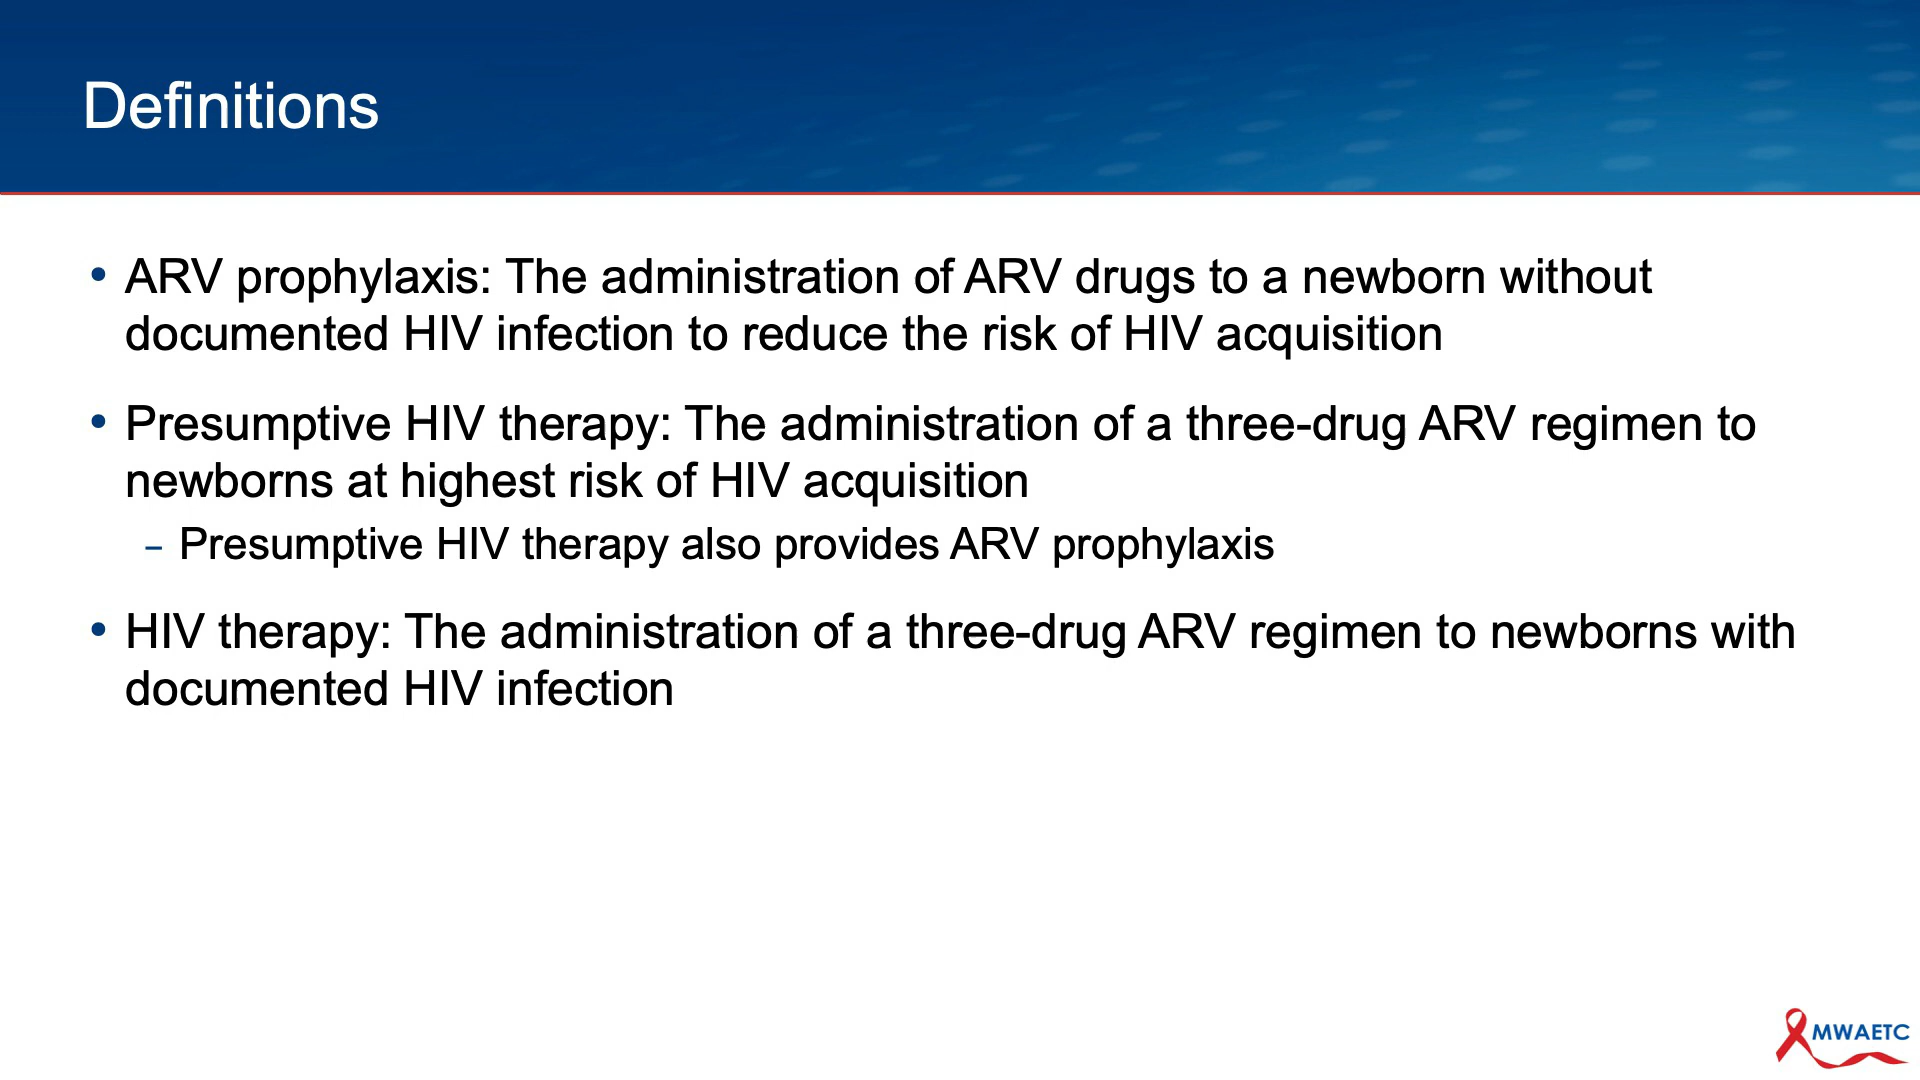 Definitions
• ARV prophylaxis: The administration of ARV drugs to a newborn without
documented HIV infection to reduce the risk of HIV acquisition
• Presumptive HIV therapy: The administration of a three-drug ARV regimen to
newborns at highest risk of HIV acquisition
– Presumptive HIV therapy also provides ARV prophylaxis
• HIV therapy: The administration of a three-drug ARV regimen to newborns with
documented HIV infection
MWAETC